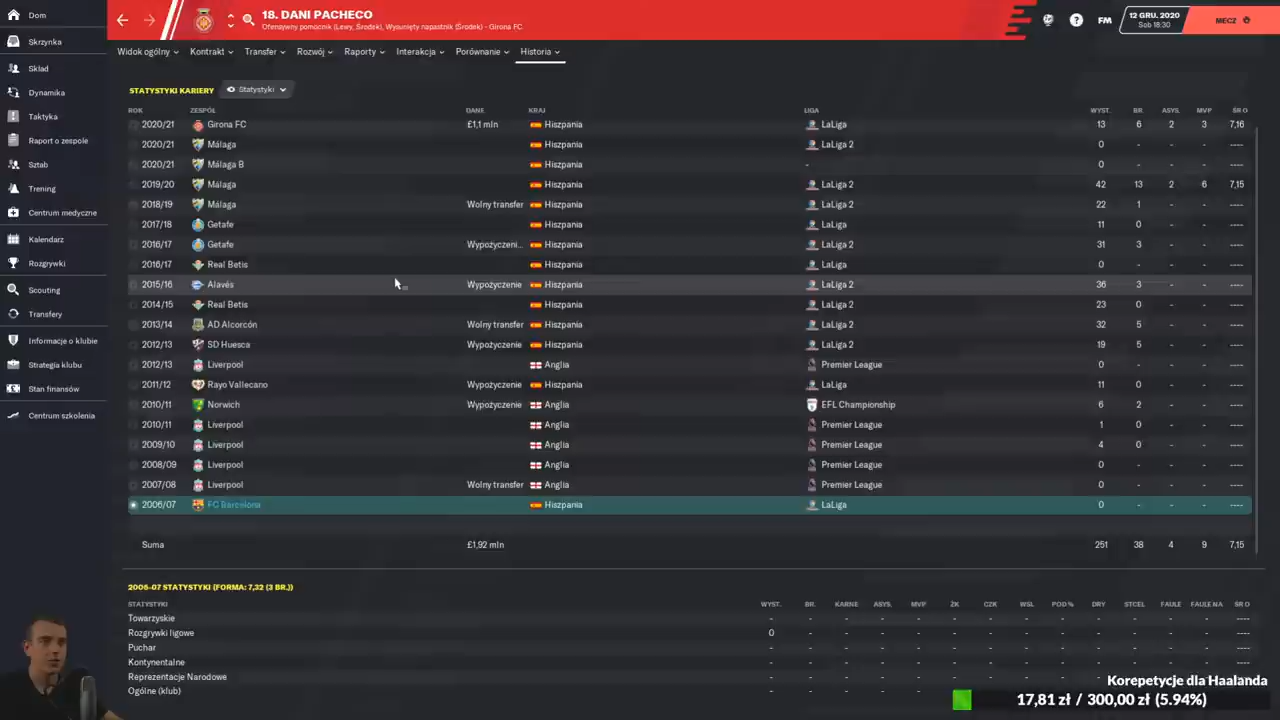 Dom
Skrzynka
Skład
Dynamika
Taktyka
Raport o zespole
Sztab
Trening
Centrum medyczne
Kalendarz
Rozgrywki
Scouting
Transfery
Informacje o klubie
Strategia klubu
Stan finansów
Centrum szkolenia
18. DANI PACHECO
Ofensywny pomocnik (Lewy, Środek), Wysunięty napastnik (Środek) - Girona FC
FM
12 GRU. 2020
Sob 18:30
MECZ
Widok ogólny Kontrakt Transfer Rozwój Raporty Interakcja Porównanie Historia
STATYSTYKI KARIERY Statystyki
ROK ZESPÓŁ DANE KRAJ LIGA WYST. BR. ASYS. MVP ŚR O
2020/21 Girona FC £1,1 mln Hiszpania LaLiga 13 6 2 3 7,16
2020/21 Málaga Hiszpania LaLiga 2 0 - - - ----
2020/21 Málaga B Hiszpania - 0 - - - ----
2019/20 Málaga Hiszpania LaLiga 2 42 13 2 6 7,15
2018/19 Málaga Wolny transfer Hiszpania LaLiga 2 22 1 - - ----
2017/18 Getafe Hiszpania LaLiga 11 0 - - ----
2016/17 Getafe Wypożyczeni... Hiszpania LaLiga 2 31 3 - - ----
2016/17 Real Betis Hiszpania LaLiga 0 - - - ----
2015/16 Alavés Wypożyczenie Hiszpania LaLiga 2 36 3 - - ----
2014/15 Real Betis Hiszpania LaLiga 2 23 0 - - ----
2013/14 AD Alcorcón Wolny transfer Hiszpania LaLiga 2 32 5 - - ----
2012/13 SD Huesca Wypożyczenie Hiszpania LaLiga 2 19 5 - - ----
2012/13 Liverpool Anglia Premier League 0 - - - ----
2011/12 Rayo Vallecano Wypożyczenie Hiszpania LaLiga 11 0 - - ----
2010/11 Norwich Wypożyczenie Anglia EFL Championship 6 2 - - ----
2010/11 Liverpool Anglia Premier League 1 0 - - ----
2009/10 Liverpool Anglia Premier League 4 0 - - ----
2008/09 Liverpool Anglia Premier League 0 - - - ----
2007/08 Liverpool Wolny transfer Anglia Premier League 0 - - - ----
2006/07 FC Barcelona Hiszpania LaLiga 0 - - - ----
Suma £1,92 mln 251 38 4 9 7,15
2006-07 STATYSTYKI (FORMA: 7,32 (3 BR.))
STATYSTYKI WYST. BR. KARNE ASYS. MVP ŻK CZK WŚL POD % DRY STCEL FAULE FAULE NA ŚR O
Towarzyskie - - - - - - - - - - - - - ----
Rozgrywki ligowe 0 - - - - - - - - - - - - ----
Puchar - - - - - - - - - - - - - ----
Kontynentalne - - - - - - - - - - - - - ----
Reprezentacje Narodowe - - - - - - - - - - - - - ----
Ogólne (klub) - - - - - - - - - - - - - ----
Korepetycje dla Haalanda
17,81 zł / 300,00 zł (5.94%)